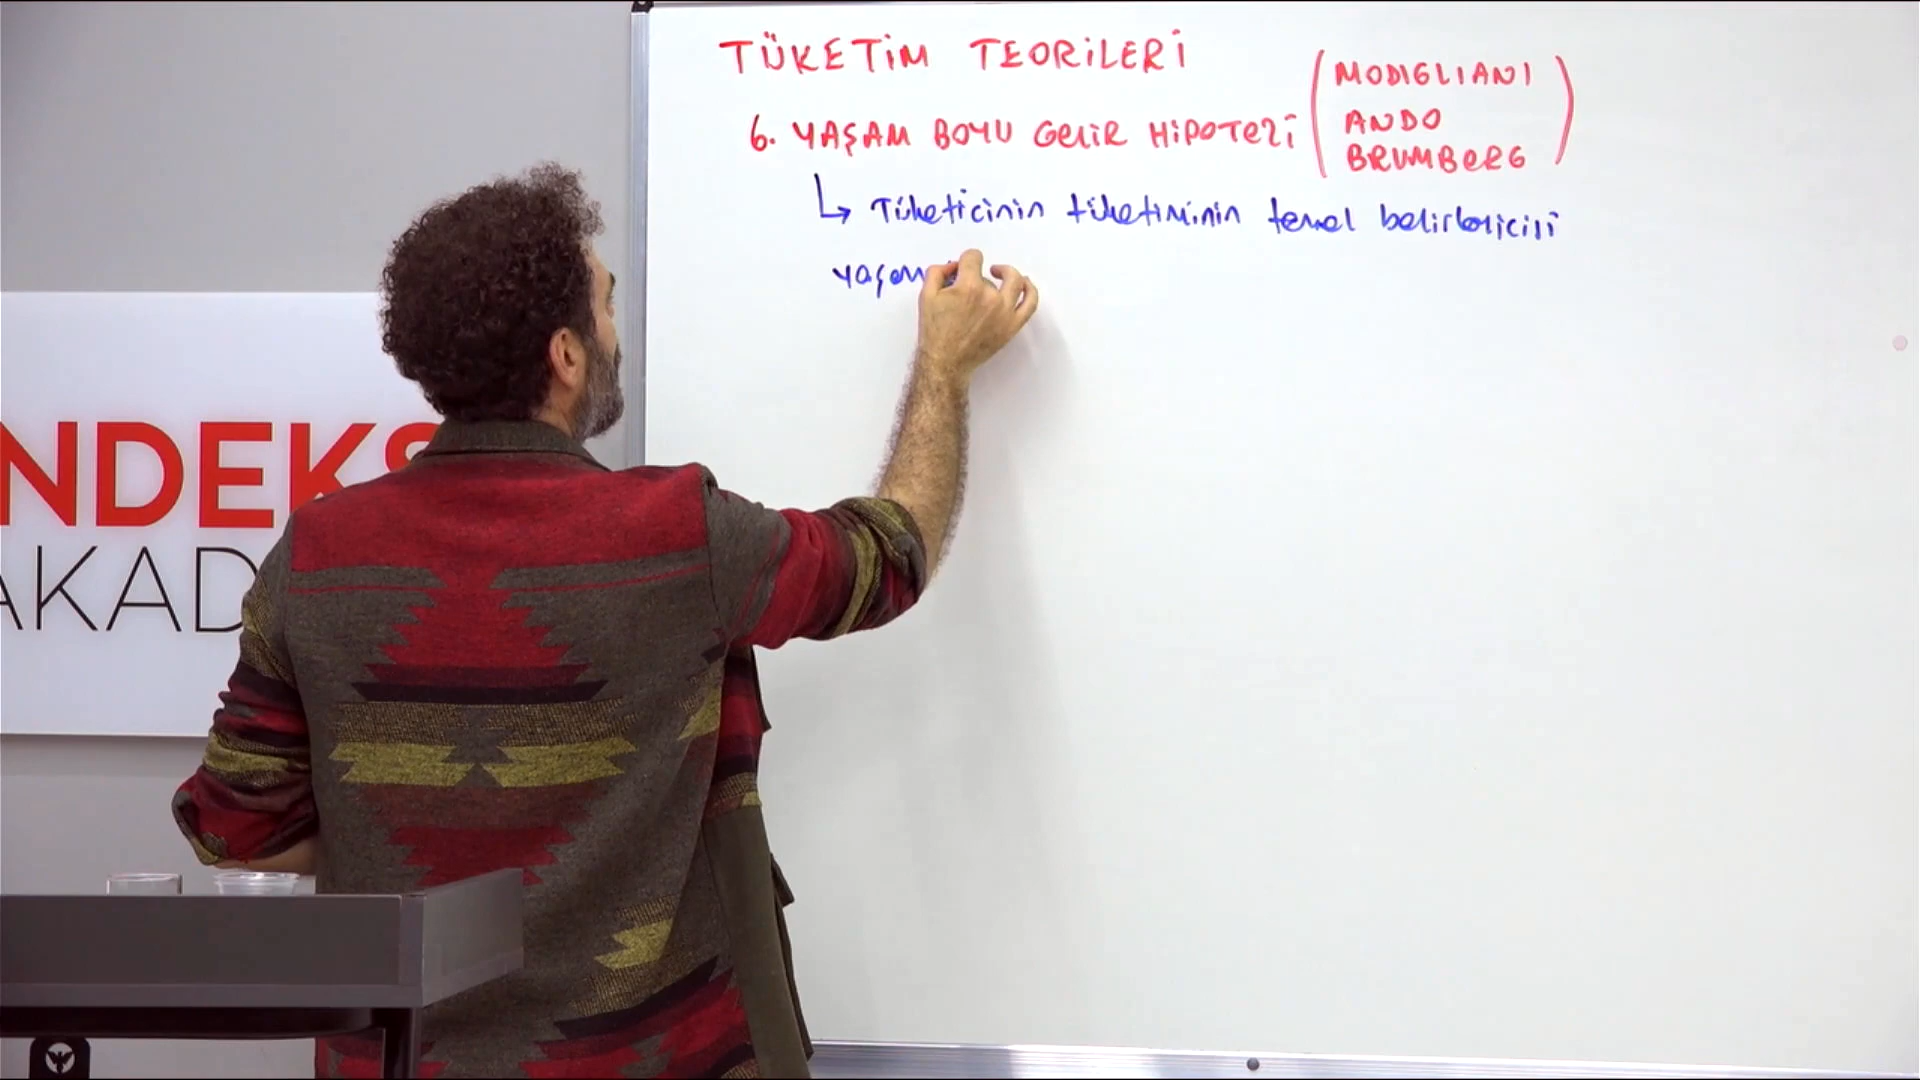 TÜKETİM TEORİLERİ
6. YAŞAM BOYU GELİR HİPOTEZİ (MODIGLIANI
ANDO
BRUMBERG)
↳ Tüketicinin tüketiminin temel belirleyicisi
yaşam
NDEKS
AKAD